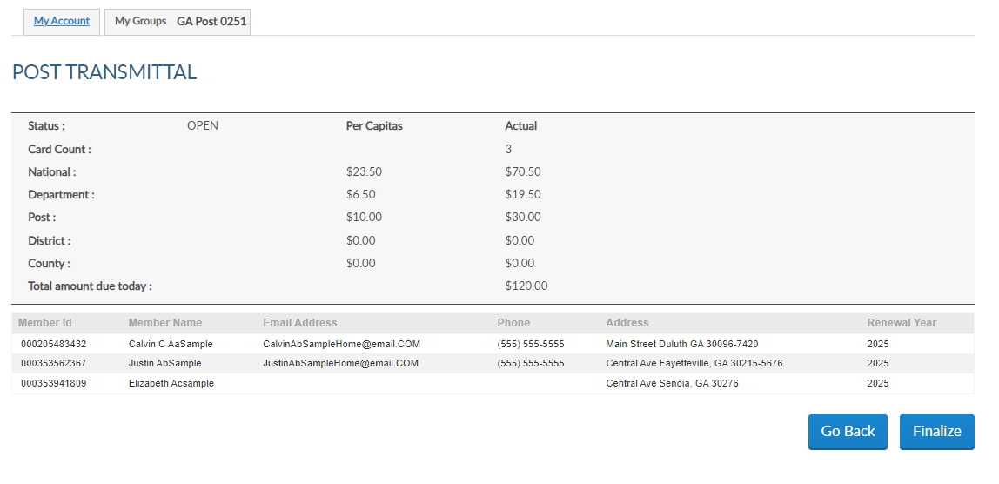 My Account My Groups GA Post 0251
POST TRANSMITTAL
Status : OPEN Per Capitas Actual
Card Count : 3
National : $23.50 $70.50
Department : $6.50 $19.50
Post : $10.00 $30.00
District : $0.00 $0.00
County : $0.00 $0.00
Total amount due today : $120.00
Member Id Member Name Email Address Phone Address Renewal Year
000205483432 Calvin C AaSample CalvinAbSampleHome@email.COM (555) 555-5555 Main Street Duluth GA 30096-7420 2025
000353562367 Justin AbSample JustinAbSampleHome@email.COM (555) 555-5555 Central Ave Fayetteville, GA 30215-5676 2025
000353941809 Elizabeth Acsample Central Ave Senoia, GA 30276 2025
Go Back Finalize